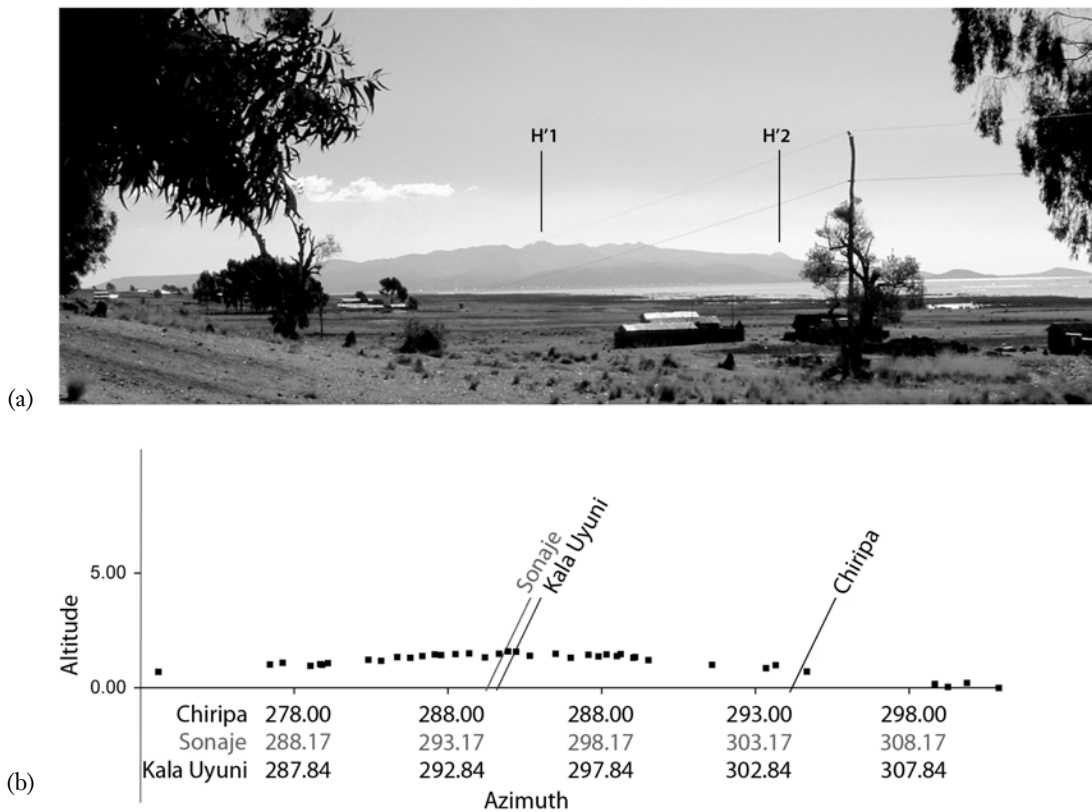 H'1 H'2
(a)
Sonaje
Kala Uyuni
Chiripa
5.00
Altitude
0.00
Chiripa 278.00 288.00 288.00 293.00 298.00
Sonaje 288.17 293.17 298.17 303.17 308.17
Kala Uyuni 287.84 292.84 297.84 302.84 307.84
(b)
Azimuth